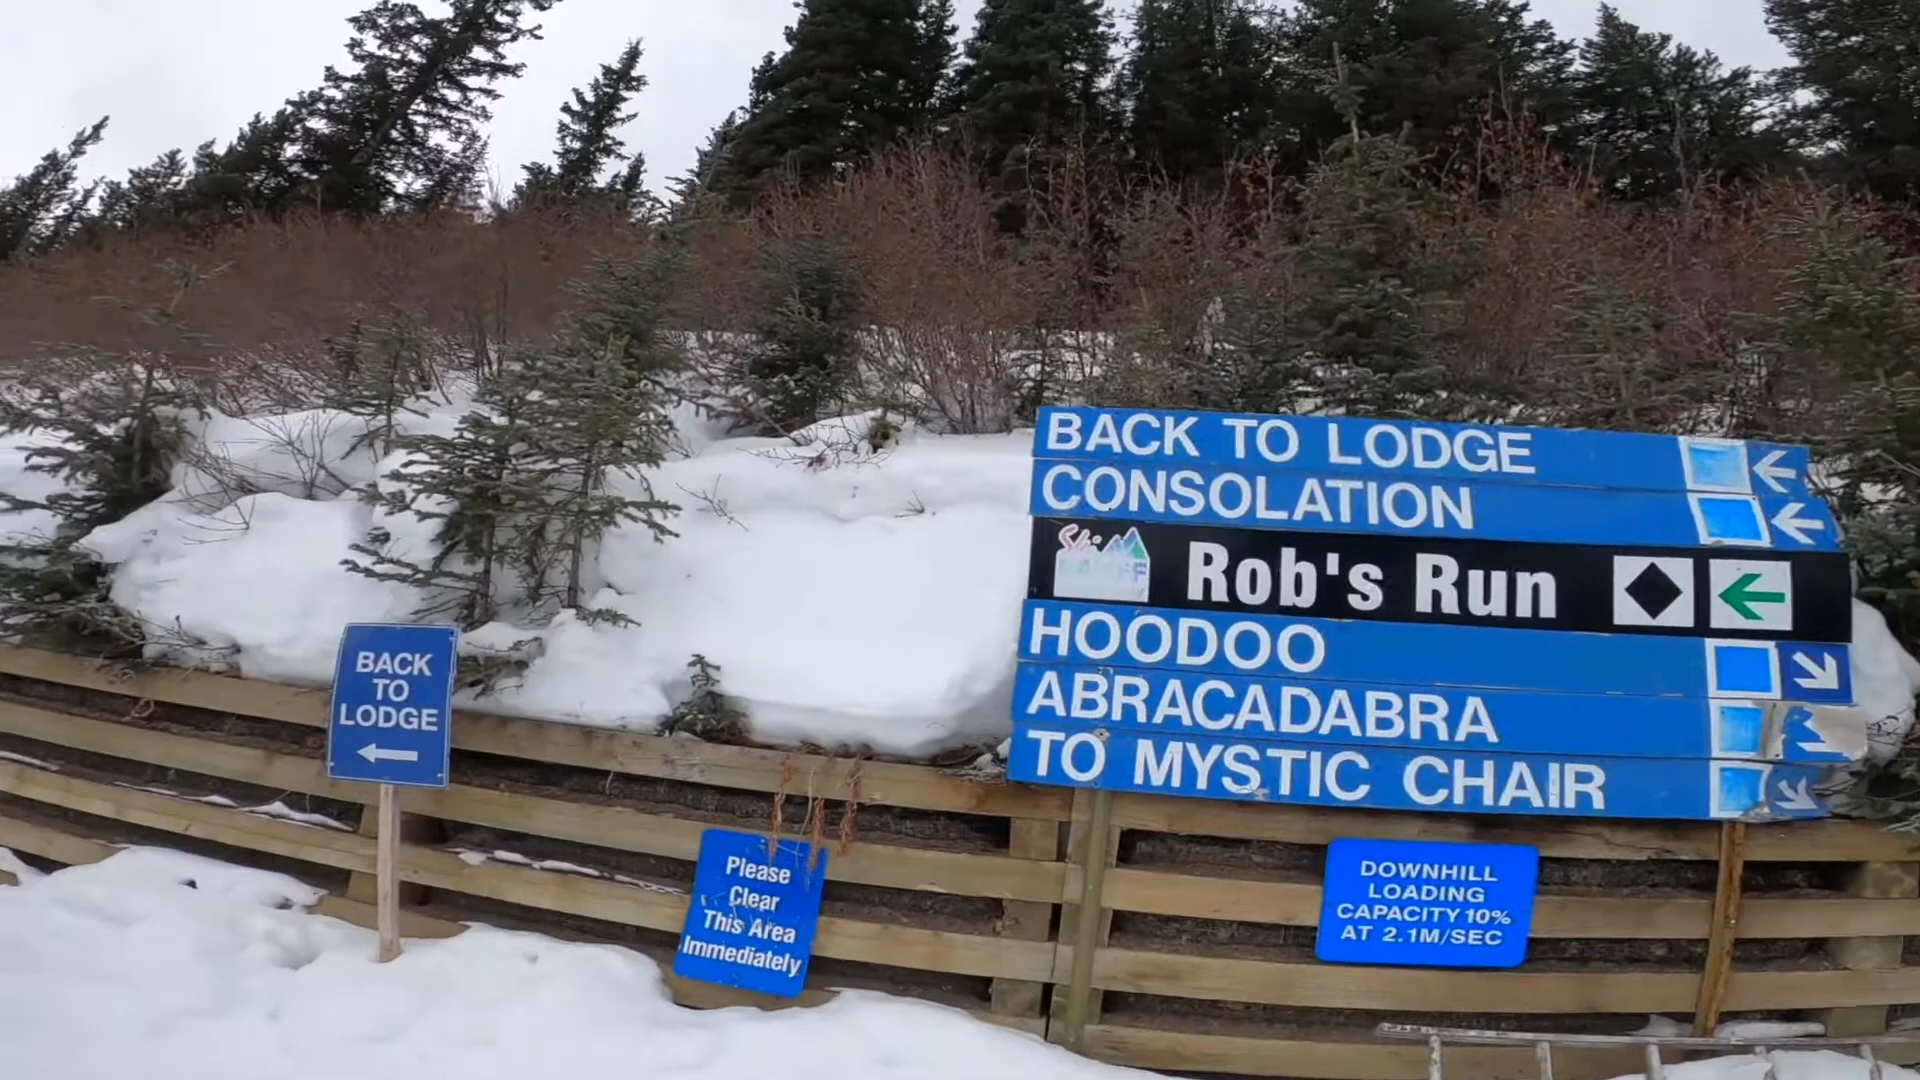 BACK TO LODGE
CONSOLATION
Ski
Rob's Run
HOODOO
ABRACADABRA
TO MYSTIC CHAIR
BACK
TO
LODGE
Please
Clear
This Area
Immediately
DOWNHILL
LOADING
CAPACITY 10%
AT 2.1M/SEC